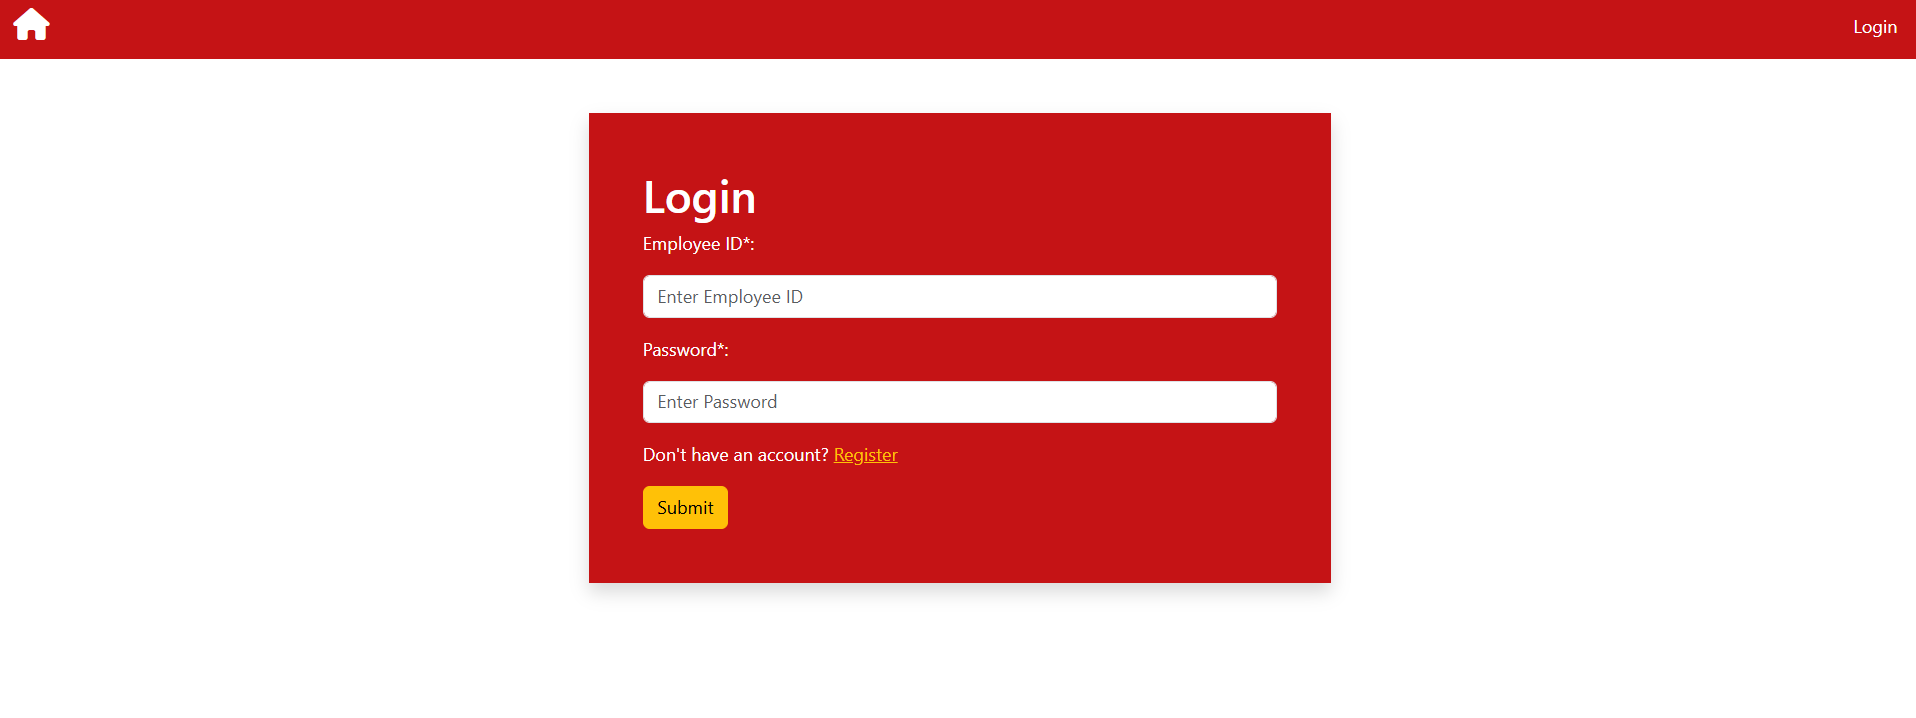 Login
Login
Employee ID*:
Enter Employee ID
Password*:
Enter Password
Don't have an account? Register
Submit